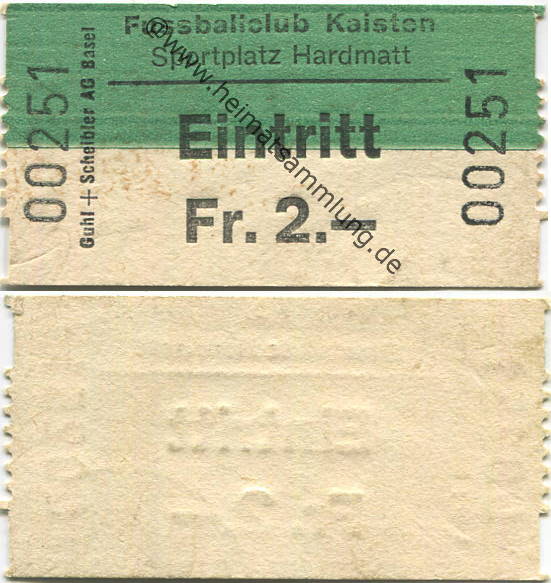 Fussballclub Kaisten
Sportplatz Hardmatt
Eintritt
Fr. 2.–
00251
Guhl + Scheibler AG Basel
00251
©www.heimatsammlung.de